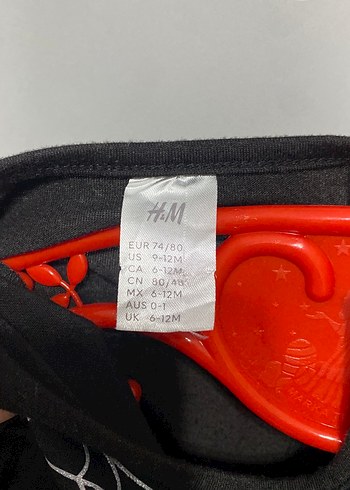 H&M
EUR 74/80
US 9-12M
CA 6-12M
CN 80/48
MX 6-12M
AUS 0-1
UK 6-12M